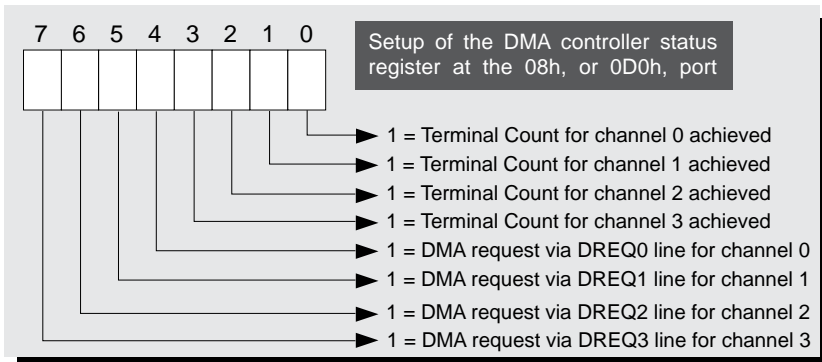 7 6 5 4 3 2 1 0
Setup of the DMA controller status
register at the 08h, or 0D0h, port
1 = Terminal Count for channel 0 achieved
1 = Terminal Count for channel 1 achieved
1 = Terminal Count for channel 2 achieved
1 = Terminal Count for channel 3 achieved
1 = DMA request via DREQ0 line for channel 0
1 = DMA request via DREQ1 line for channel 1
1 = DMA request via DREQ2 line for channel 2
1 = DMA request via DREQ3 line for channel 3